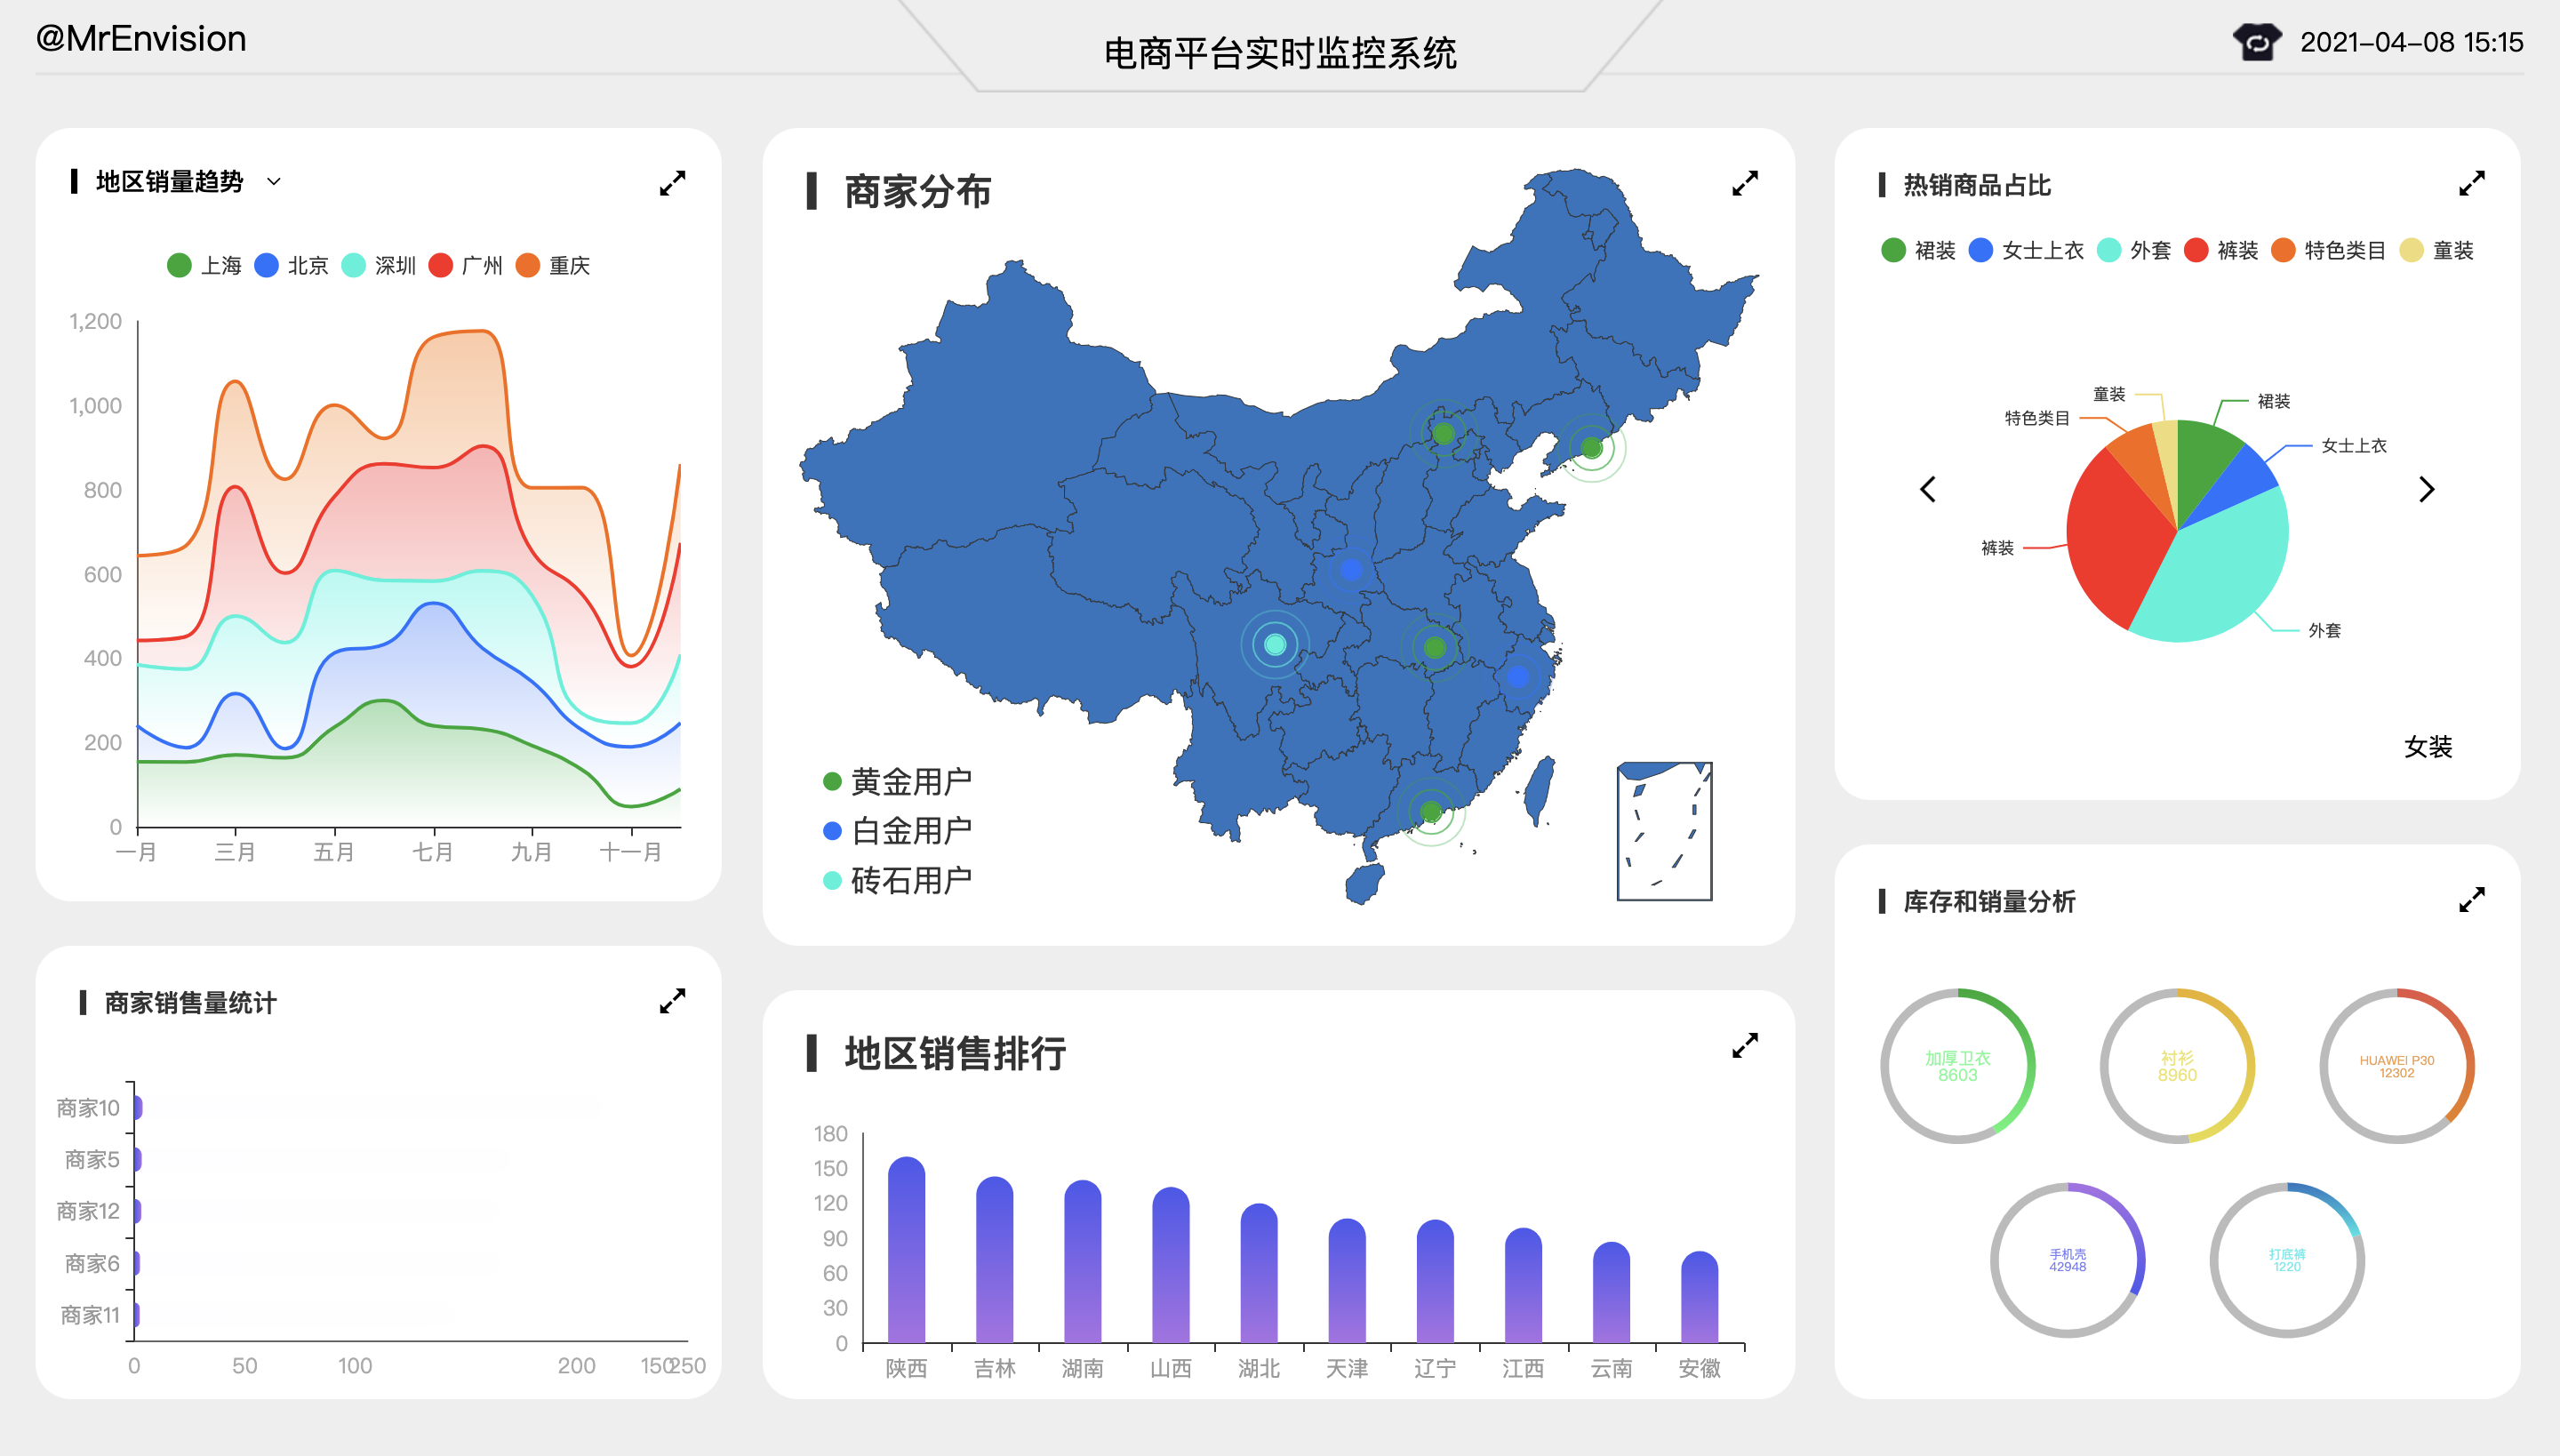 @MrEnvision
电商平台实时监控系统
2021-04-08 15:15
地区销量趋势
上海 北京 深圳 广州 重庆
1,200
1,000
800
600
400
200
0
一月 三月 五月 七月 九月 十一月
商家销售量统计
商家10
商家5
商家12
商家6
商家11
0 50 100 200 150 250
商家分布
黄金用户
白金用户
砖石用户
地区销售排行
180
150
120
90
60
30
0
陕西 吉林 湖南 山西 湖北 天津 辽宁 江西 云南 安徽
热销商品占比
裙装 女士上衣 外套 裤装 特色类目 童装
童装
裙装
特色类目
女士上衣
裤装
外套
女装
库存和销量分析
加厚卫衣
8603
衬衫
8960
HUAWEI P30
12302
手机壳
42948
打底裤
1220